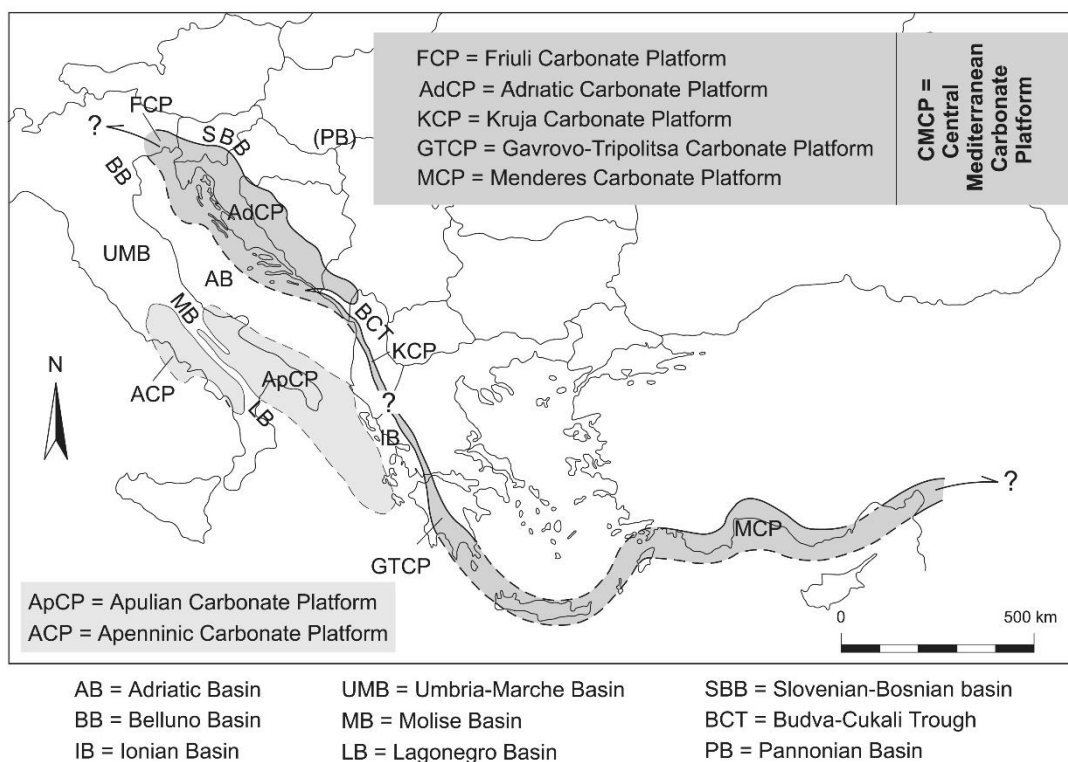 FCP = Friuli Carbonate Platform
AdCP = Adriatic Carbonate Platform
KCP = Kruja Carbonate Platform
GTCP = Gavrovo-Tripolitsa Carbonate Platform
MCP = Menderes Carbonate Platform
CMCP =
Central
Mediterranean
Carbonate
Platform
FCP
?
SBB
(PB)
BB
AdCP
UMB
AB
MB
BCT
KCP
N
ACP
ApCP
?
LB
IB
?
MCP
GTCP
ApCP = Apulian Carbonate Platform
ACP = Apenninic Carbonate Platform
0 500 km
AB = Adriatic Basin
BB = Belluno Basin
IB = Ionian Basin
UMB = Umbria-Marche Basin
MB = Molise Basin
LB = Lagonegro Basin
SBB = Slovenian-Bosnian basin
BCT = Budva-Cukali Trough
PB = Pannonian Basin